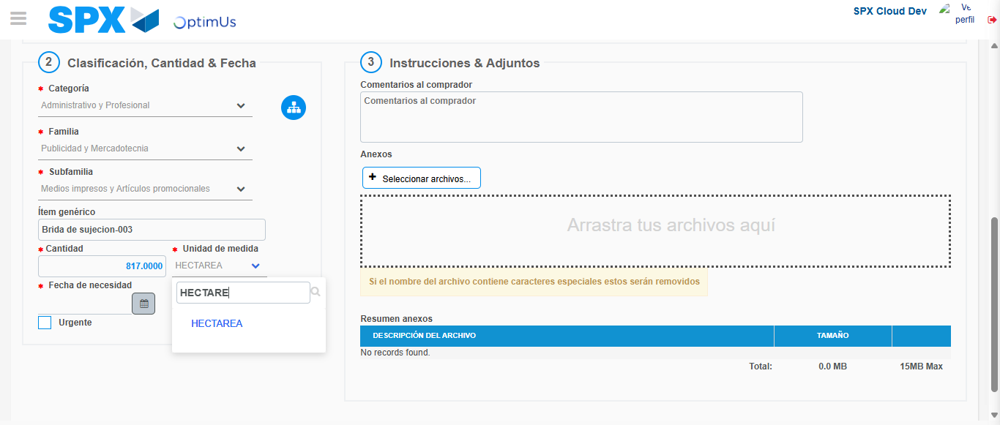 SPX
OptimUs
SPX Cloud Dev
Ve
perfil
2
Clasificación, Cantidad & Fecha
* Categoría
Administrativo y Profesional
* Familia
Publicidad y Mercadotecnia
* Subfamilia
Medios impresos y Artículos promocionales
Ítem genérico
Brida de sujecion-003
* Cantidad
* Unidad de medida
817.0000
HECTAREA
* Fecha de necesidad
HECTARE
Urgente
HECTAREA
3
Instrucciones & Adjuntos
Comentarios al comprador
Comentarios al comprador
Anexos
+ Seleccionar archivos...
Arrastra tus archivos aquí
Si el nombre del archivo contiene caracteres especiales estos serán removidos
Resumen anexos
DESCRIPCIÓN DEL ARCHIVO TAMAÑO
No records found.
Total: 0.0 MB 15MB Max